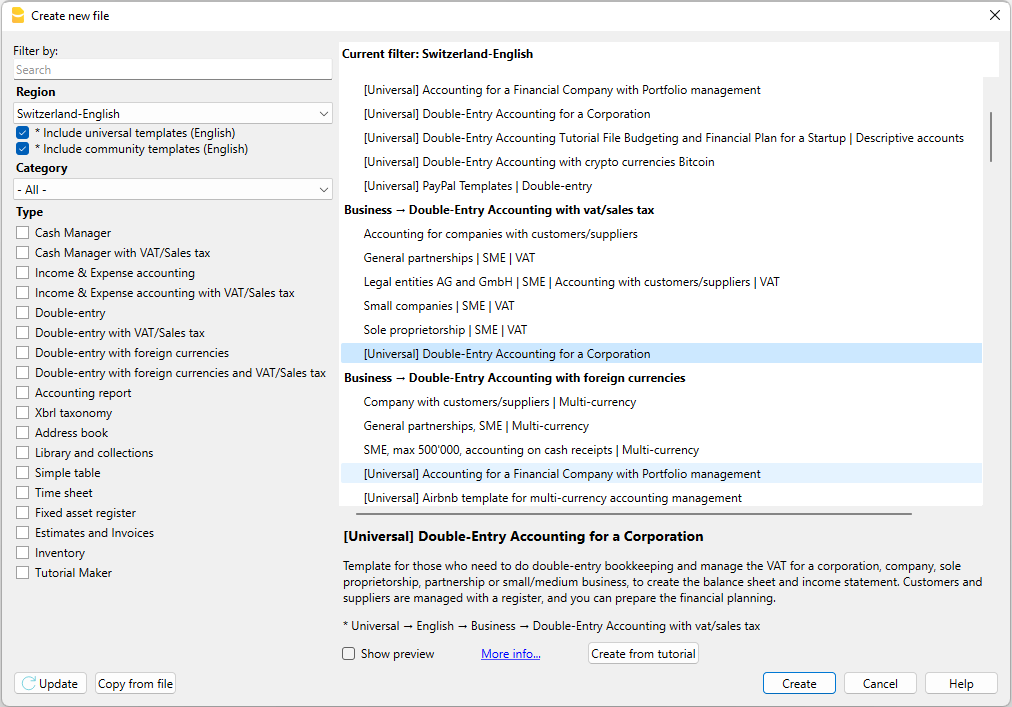 Create new file
Filter by:
Search
Region
Switzerland-English
* Include universal templates (English)
* Include community templates (English)
Category
- All -
Type
Cash Manager
Cash Manager with VAT/Sales tax
Income & Expense accounting
Income & Expense accounting with VAT/Sales tax
Double-entry
Double-entry with VAT/Sales tax
Double-entry with foreign currencies
Double-entry with foreign currencies and VAT/Sales tax
Accounting report
Xbrl taxonomy
Address book
Library and collections
Simple table
Time sheet
Fixed asset register
Estimates and Invoices
Inventory
Tutorial Maker
Current filter: Switzerland-English
[Universal] Accounting for a Financial Company with Portfolio management
[Universal] Double-Entry Accounting for a Corporation
[Universal] Double-Entry Accounting Tutorial File Budgeting and Financial Plan for a Startup | Descriptive accounts
[Universal] Double-Entry Accounting with crypto currencies Bitcoin
[Universal] PayPal Templates | Double-entry
Business → Double-Entry Accounting with vat/sales tax
Accounting for companies with customers/suppliers
General partnerships | SME | VAT
Legal entities AG and GmbH | SME | Accounting with customers/suppliers | VAT
Small companies | SME | VAT
Sole proprietorship | SME | VAT
[Universal] Double-Entry Accounting for a Corporation
Business → Double-Entry Accounting with foreign currencies
Company with customers/suppliers | Multi-currency
General partnerships, SME | Multi-currency
SME, max 500'000, accounting on cash receipts | Multi-currency
[Universal] Accounting for a Financial Company with Portfolio management
[Universal] Airbnb template for multi-currency accounting management
[Universal] Double-Entry Accounting for a Corporation
Template for those who need to do double-entry bookkeeping and manage the VAT for a corporation, company, sole
proprietorship, partnership or small/medium business, to create the balance sheet and income statement. Customers and
suppliers are managed with a register, and you can prepare the financial planning.
* Universal → English → Business → Double-Entry Accounting with vat/sales tax
Show preview
More info...
Create from tutorial
Update
Copy from file
Create
Cancel
Help